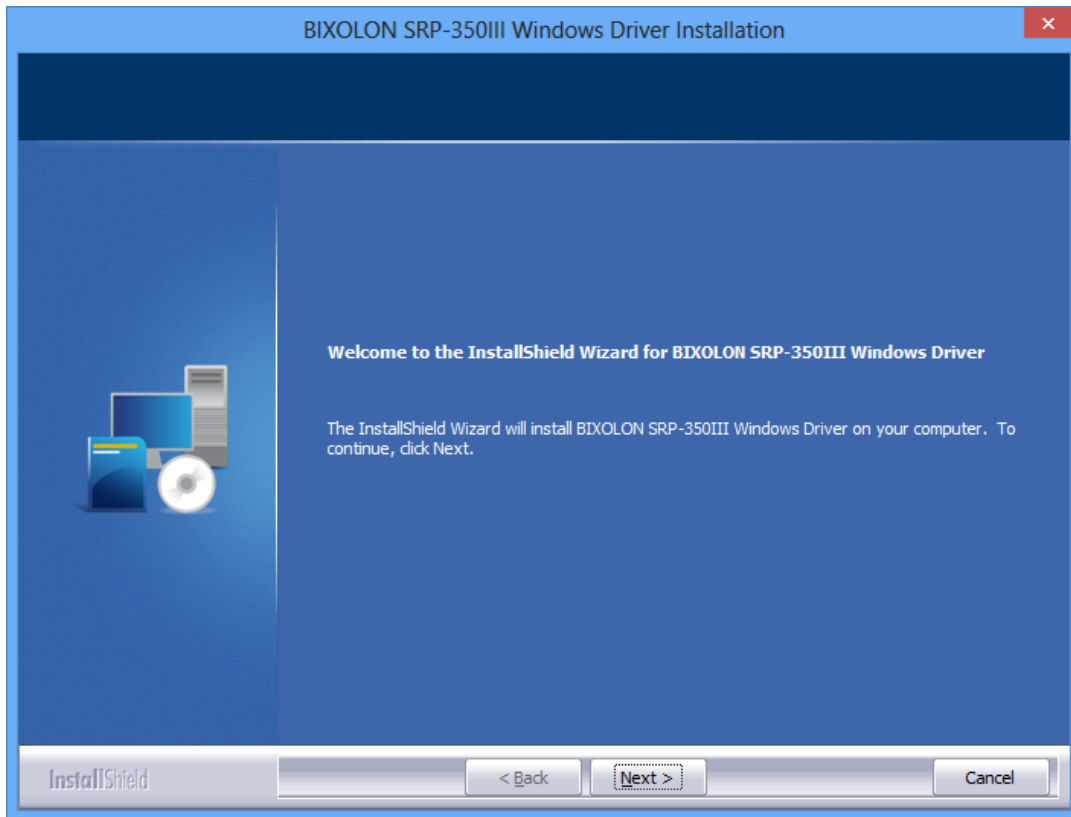 BIXOLON SRP-350III Windows Driver Installation
Welcome to the InstallShield Wizard for BIXOLON SRP-350III Windows Driver
The InstallShield Wizard will install BIXOLON SRP-350III Windows Driver on your computer.  To
continue, click Next.
InstallShield
< Back
Next >
Cancel